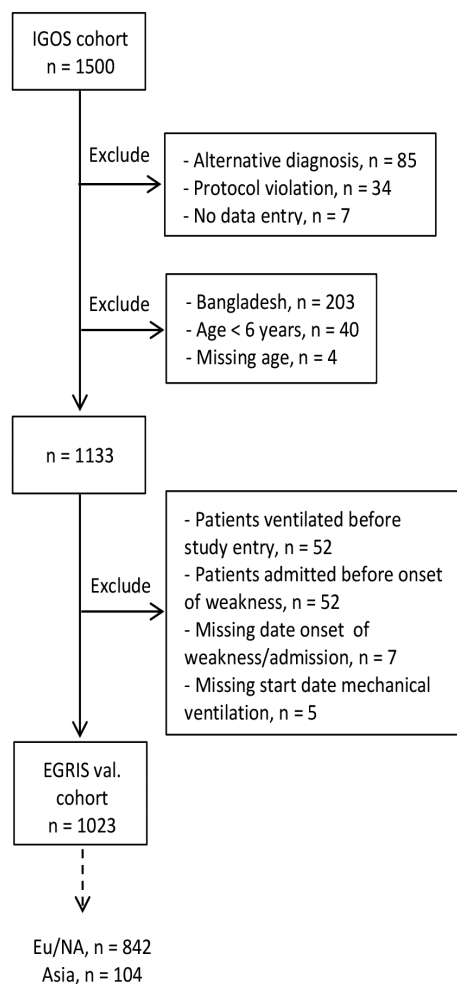 IGOS cohort
n = 1500
Exclude
- Alternative diagnosis, n = 85
- Protocol violation, n = 34
- No data entry, n = 7
Exclude
- Bangladesh, n = 203
- Age < 6 years, n = 40
- Missing age, n = 4
n = 1133
Exclude
- Patients ventilated before
study entry, n = 52
- Patients admitted before onset
of weakness, n = 52
- Missing date onset of
weakness/admission, n = 7
- Missing start date mechanical
ventilation, n = 5
EGRIS val.
cohort
n = 1023
Eu/NA, n = 842
Asia, n = 104